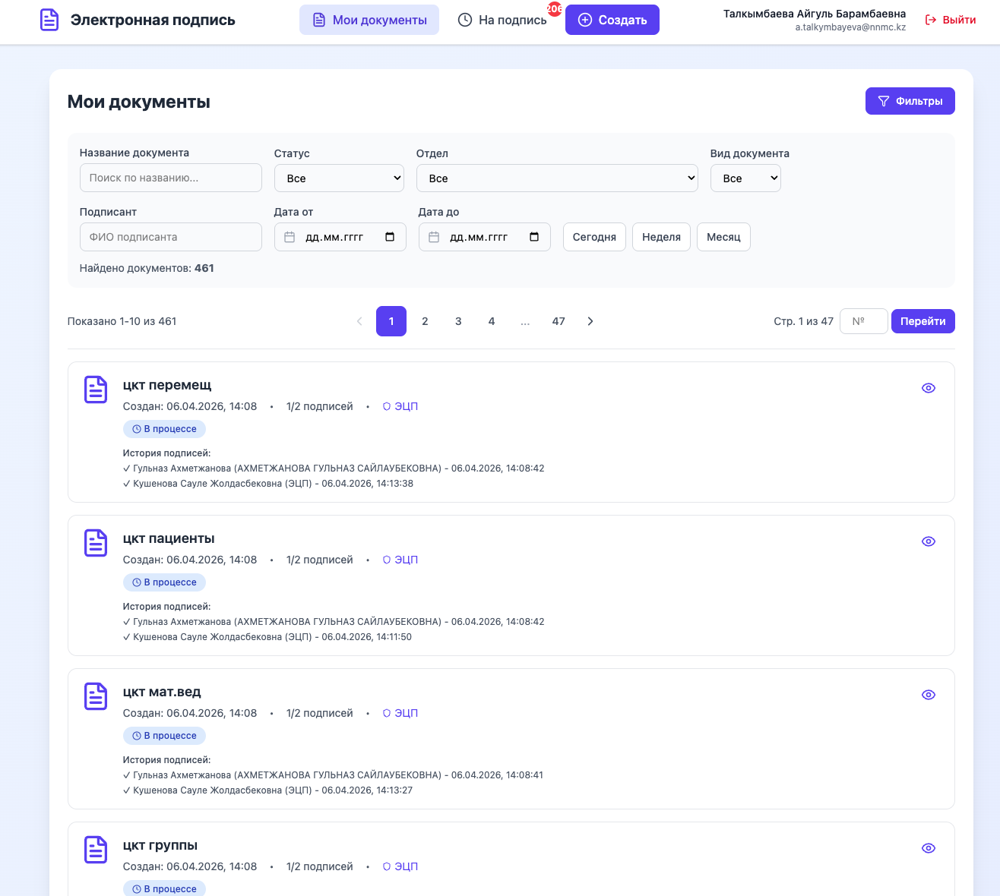 Электронная подпись
Мои документы
На подпись
206
Создать
Талкымбаева Айгуль Барамбаевна
a.talkymbayeva@nnmc.kz
Выйти
Мои документы
Фильтры
Название документа
Статус
Отдел
Вид документа
Поиск по названию...
Все
Все
Все
Подписант
Дата от
Дата до
ФИО подписанта
дд.мм.гггг
дд.мм.гггг
Сегодня
Неделя
Месяц
Найдено документов: 461
Показано 1-10 из 461
1 2 3 4 ... 47
Стр. 1 из 47
№
Перейти
цкт перемещ
Создан: 06.04.2026, 14:08 • 1/2 подписей • ЭЦП
В процессе
История подписей:
✓ Гульназ Ахметжанова (АХМЕТЖАНОВА ГУЛЬНАЗ САЙЛАУБЕКОВНА) - 06.04.2026, 14:08:42
✓ Кушенова Сауле Жолдасбековна (ЭЦП) - 06.04.2026, 14:13:38
цкт пациенты
Создан: 06.04.2026, 14:08 • 1/2 подписей • ЭЦП
В процессе
История подписей:
✓ Гульназ Ахметжанова (АХМЕТЖАНОВА ГУЛЬНАЗ САЙЛАУБЕКОВНА) - 06.04.2026, 14:08:42
✓ Кушенова Сауле Жолдасбековна (ЭЦП) - 06.04.2026, 14:11:50
цкт мат.вед
Создан: 06.04.2026, 14:08 • 1/2 подписей • ЭЦП
В процессе
История подписей:
✓ Гульназ Ахметжанова (АХМЕТЖАНОВА ГУЛЬНАЗ САЙЛАУБЕКОВНА) - 06.04.2026, 14:08:41
✓ Кушенова Сауле Жолдасбековна (ЭЦП) - 06.04.2026, 14:13:27
цкт группы
Создан: 06.04.2026, 14:08 • 1/2 подписей • ЭЦП
В процессе